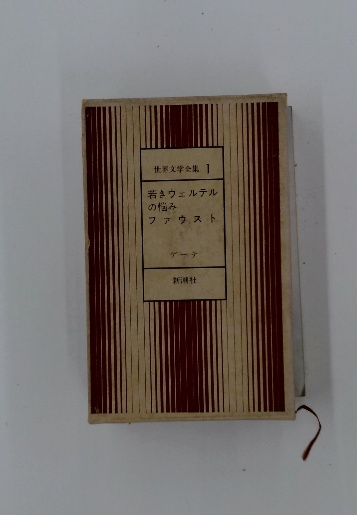 世界文学全集 1
若きウェルテル
の悩み
ファウスト
ゲーテ
新潮社